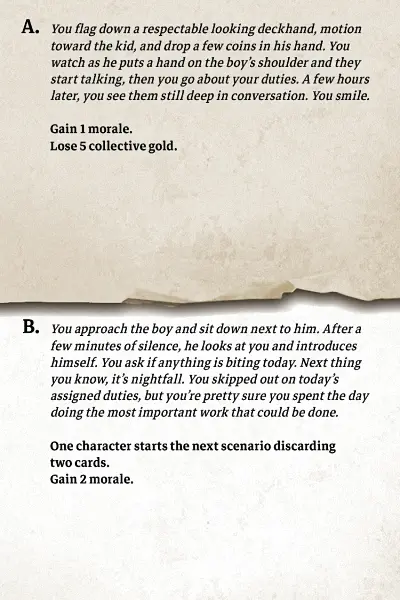 A. You flag down a respectable looking deckhand, motion
toward the kid, and drop a few coins in his hand. You
watch as he puts a hand on the boy's shoulder and they
start talking, then you go about your duties. A few hours
later, you see them still deep in conversation. You smile.
Gain 1 morale.
Lose 5 collective gold.
B. You approach the boy and sit down next to him. After a
few minutes of silence, he looks at you and introduces
himself. You ask if anything is biting today. Next thing
you know, it's nightfall. You skipped out on today's
assigned duties, but you're pretty sure you spent the day
doing the most important work that could be done.
One character starts the next scenario discarding
two cards.
Gain 2 morale.